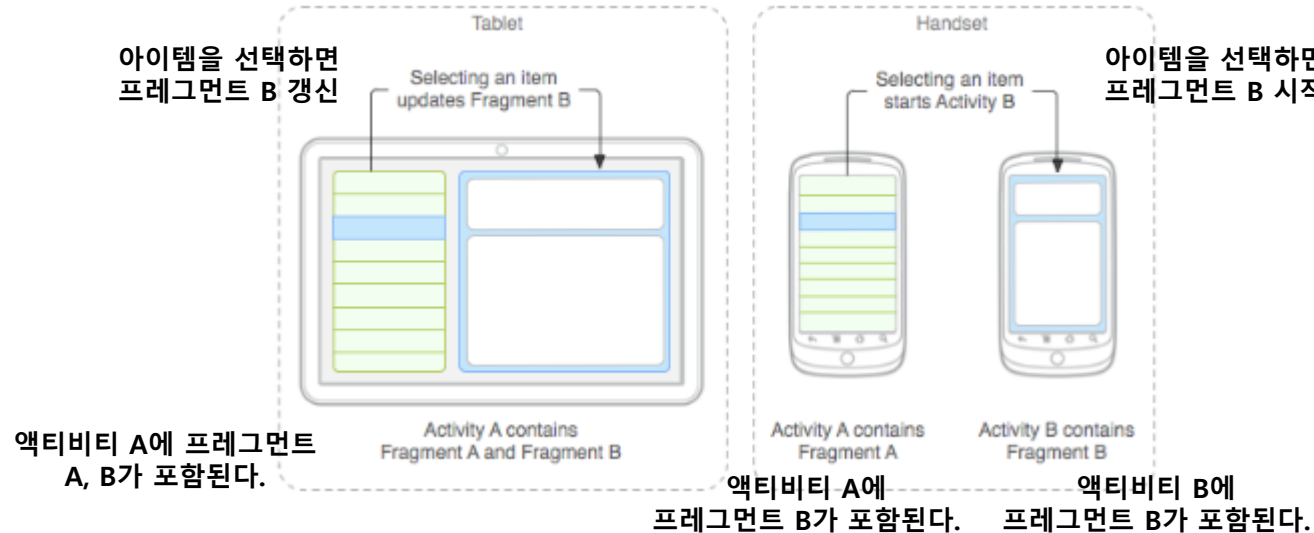 Tablet
아이템을 선택하면
프레그먼트 B 갱신
Selecting an item
updates Fragment B
액티비티 A에 프레그먼트
A, B가 포함된다.
Activity A contains
Fragment A and Fragment B
Handset
Selecting an item
starts Activity B
아이템을 선택하면
프레그먼트 B 시작
Activity A contains
Fragment A
액티비티 A에
프레그먼트 B가 포함된다.
Activity B contains
Fragment B
액티비티 B에
프레그먼트 B가 포함된다.